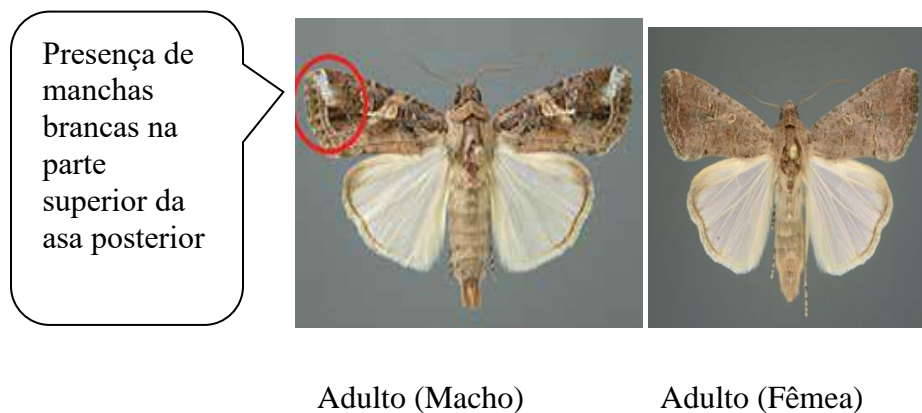 Presença de
manchas
brancas na
parte
superior da
asa posterior
Adulto (Macho)
Adulto (Fêmea)